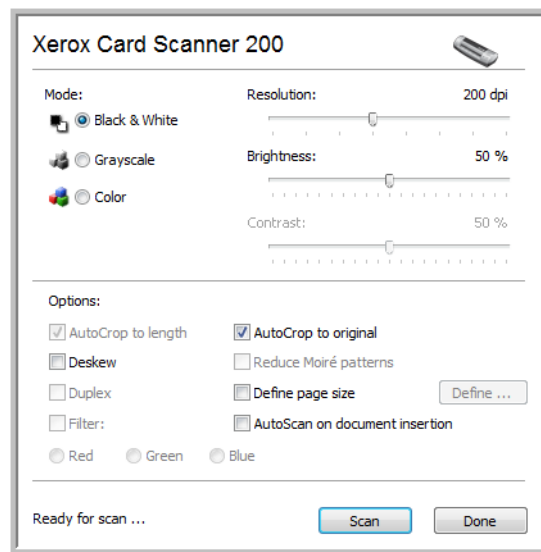 Xerox Card Scanner 200
Mode:
Black & White
Grayscale
Color
Resolution: 200 dpi
Brightness: 50 %
Contrast: 50 %
Options:
AutoCrop to length
AutoCrop to original
Deskew
Reduce Moiré patterns
Duplex
Define page size
Define ...
Filter:
AutoScan on document insertion
Red
Green
Blue
Ready for scan ...
Scan
Done